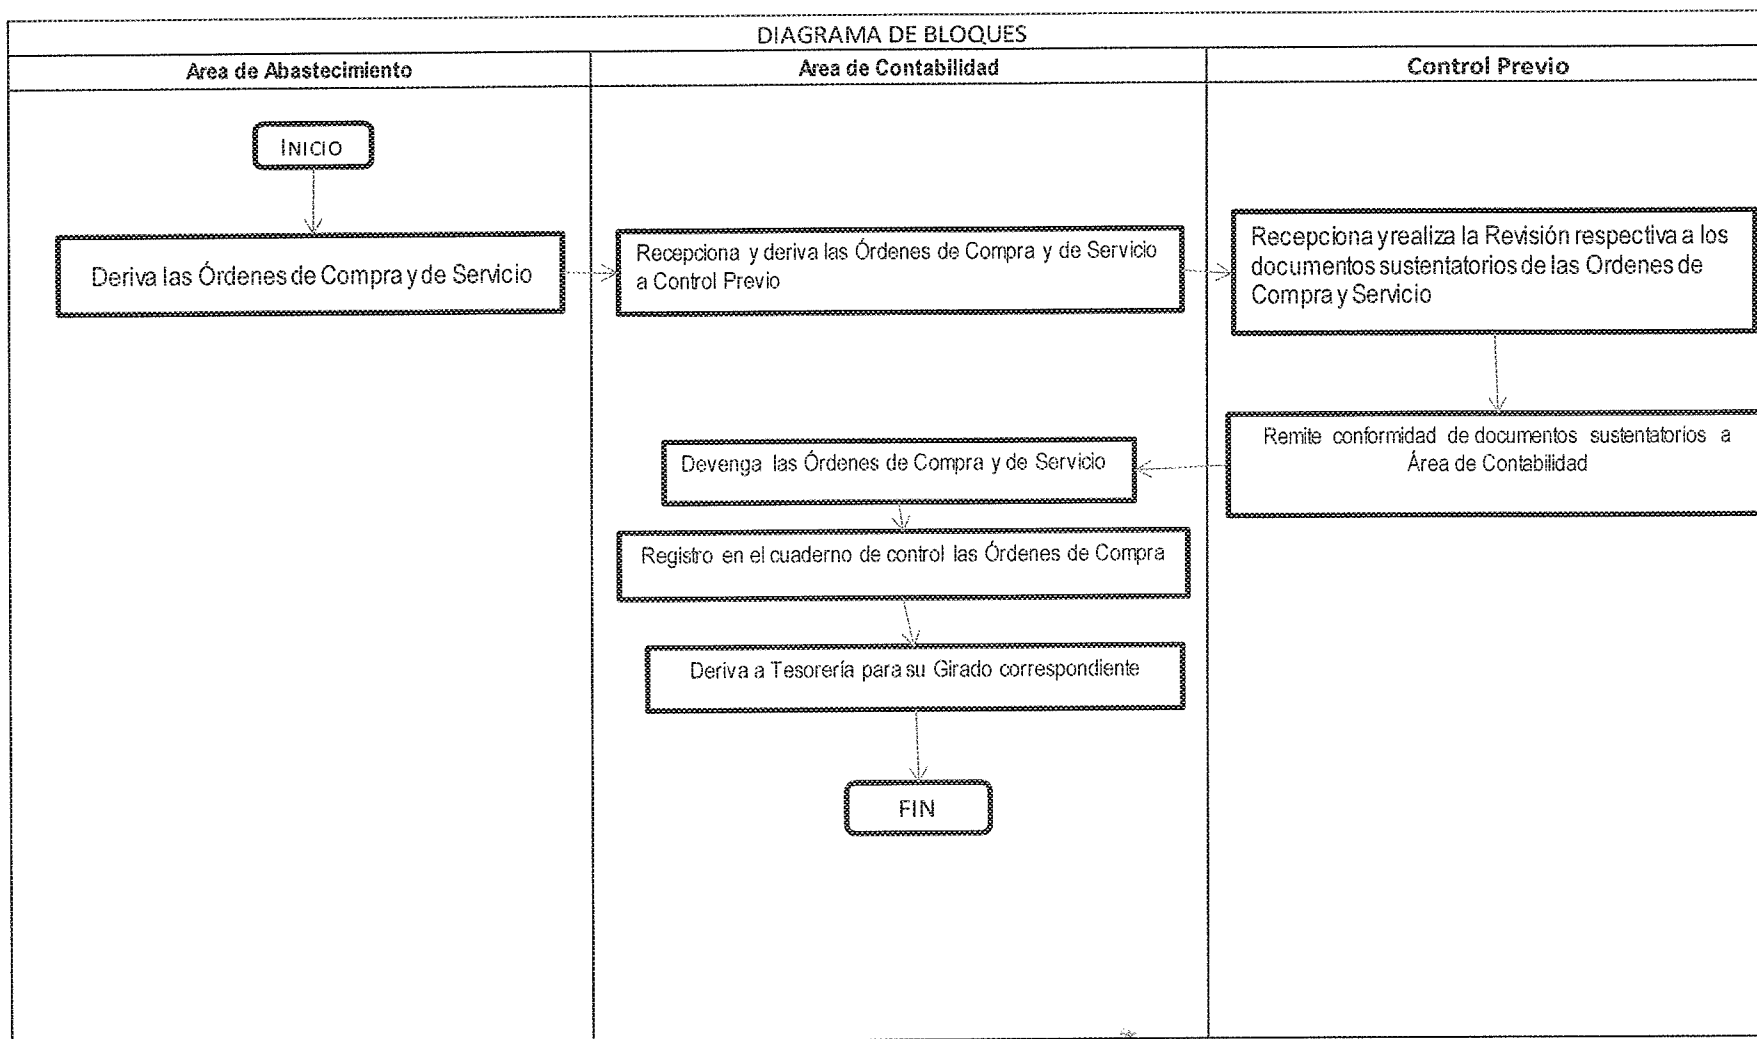 DIAGRAMA DE BLOQUES
Area de Abastecimiento
Area de Contabilidad
Control Previo
INICIO
Deriva las Órdenes de Compra y de Servicio
Recepciona y deriva las Órdenes de Compra y de Servicio
a Control Previo
Recepciona y realiza la Revisión respectiva a los
documentos sustentatorios de las Ordenes de
Compra y Servicio
Remite conformidad de documentos sustentatorios a
Área de Contabilidad
Devenga las Órdenes de Compra y de Servicio
Registro en el cuaderno de control las Órdenes de Compra
Deriva a Tesorería para su Girado correspondiente
FIN